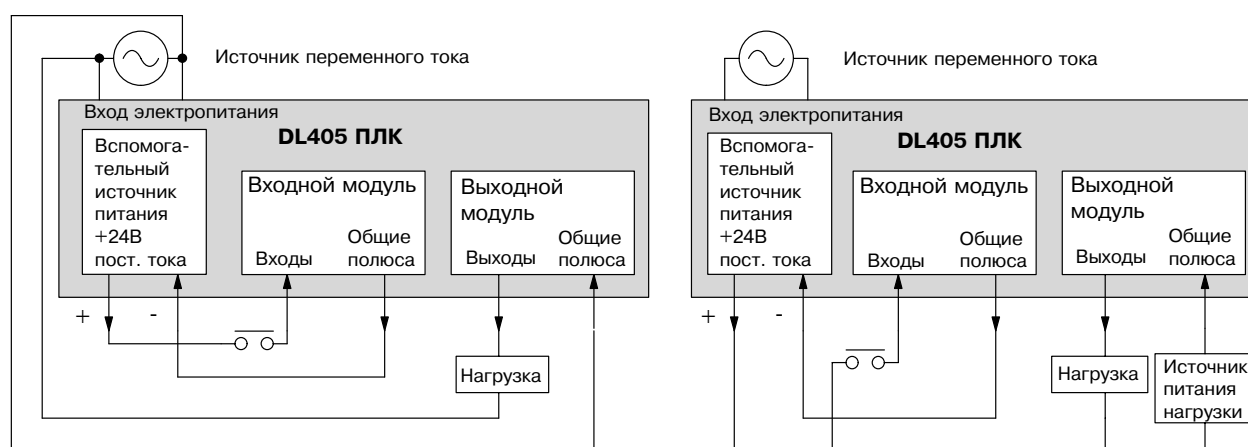 Источник переменного тока
Вход электропитания
DL405 ПЛК
Вспомога-
тельный
источник
питания
+24В
пост. тока
Входной модуль
Входы
Общие
полюса
Выходной
модуль
Выходы
Общие
полюса
+ -
Нагрузка
Источник переменного тока
Вход электропитания
DL405 ПЛК
Вспомога-
тельный
источник
питания
+24В
пост. тока
Входной модуль
Входы
Общие
полюса
Выходной
модуль
Выходы
Общие
полюса
+ -
Нагрузка
Источник
питания
нагрузки